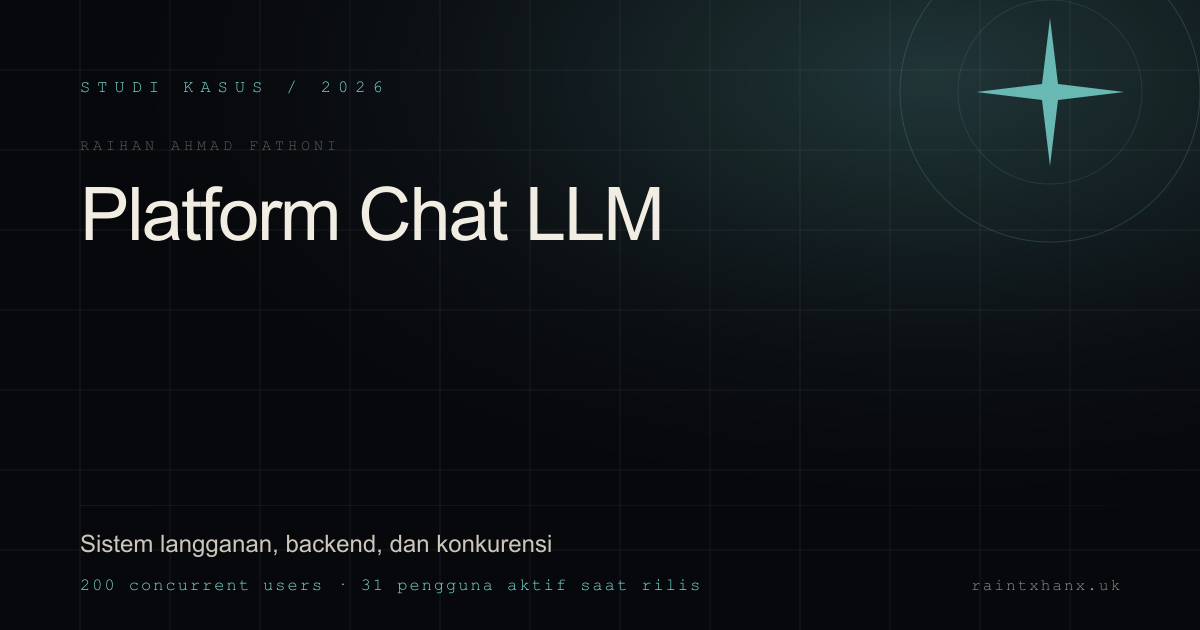 STUDI KASUS / 2026
RAIHAN AHMAD FATHONI
Platform Chat LLM
Sistem langganan, backend, dan konkurensi
200 concurrent users · 31 pengguna aktif saat rilis
raintxhanx.uk